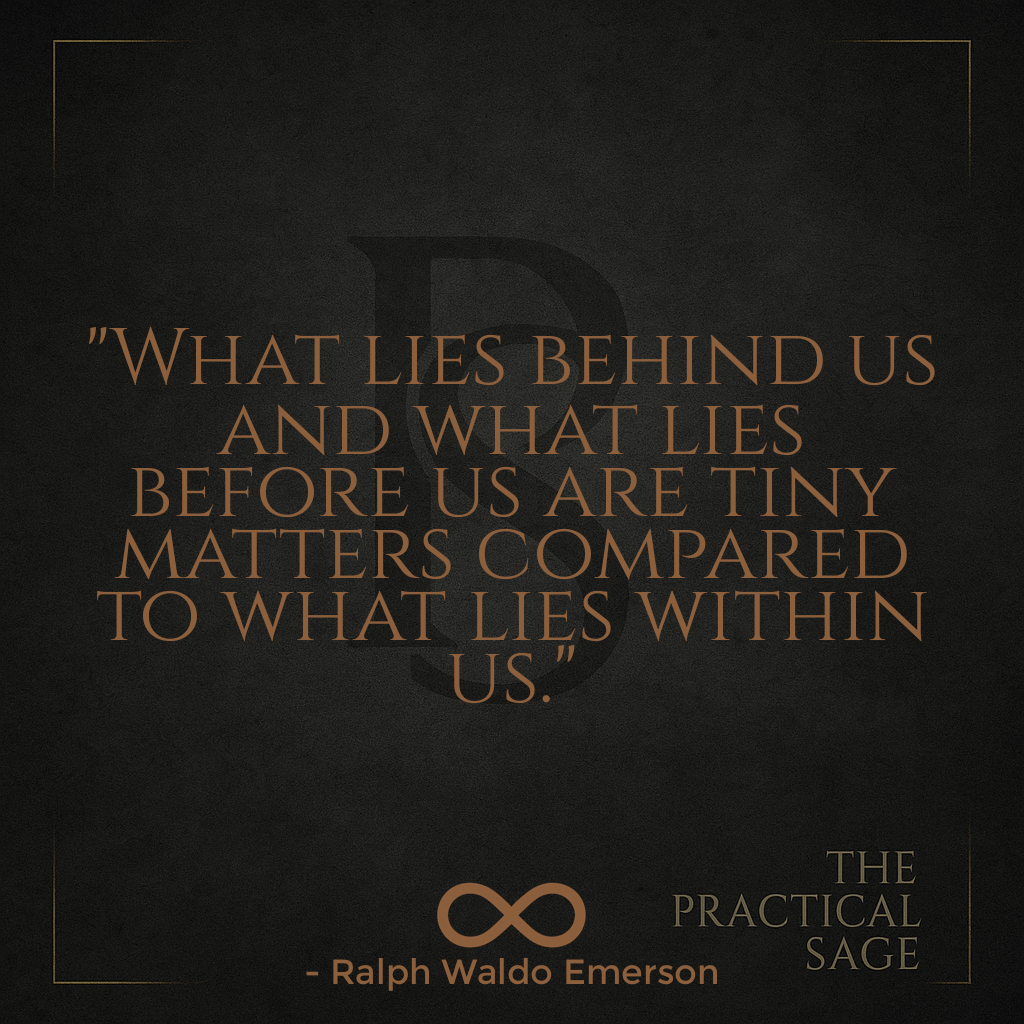 "What lies behind us
and what lies
before us are tiny
matters compared
to what lies within
us."
THE
PRACTICAL
SAGE
- Ralph Waldo Emerson